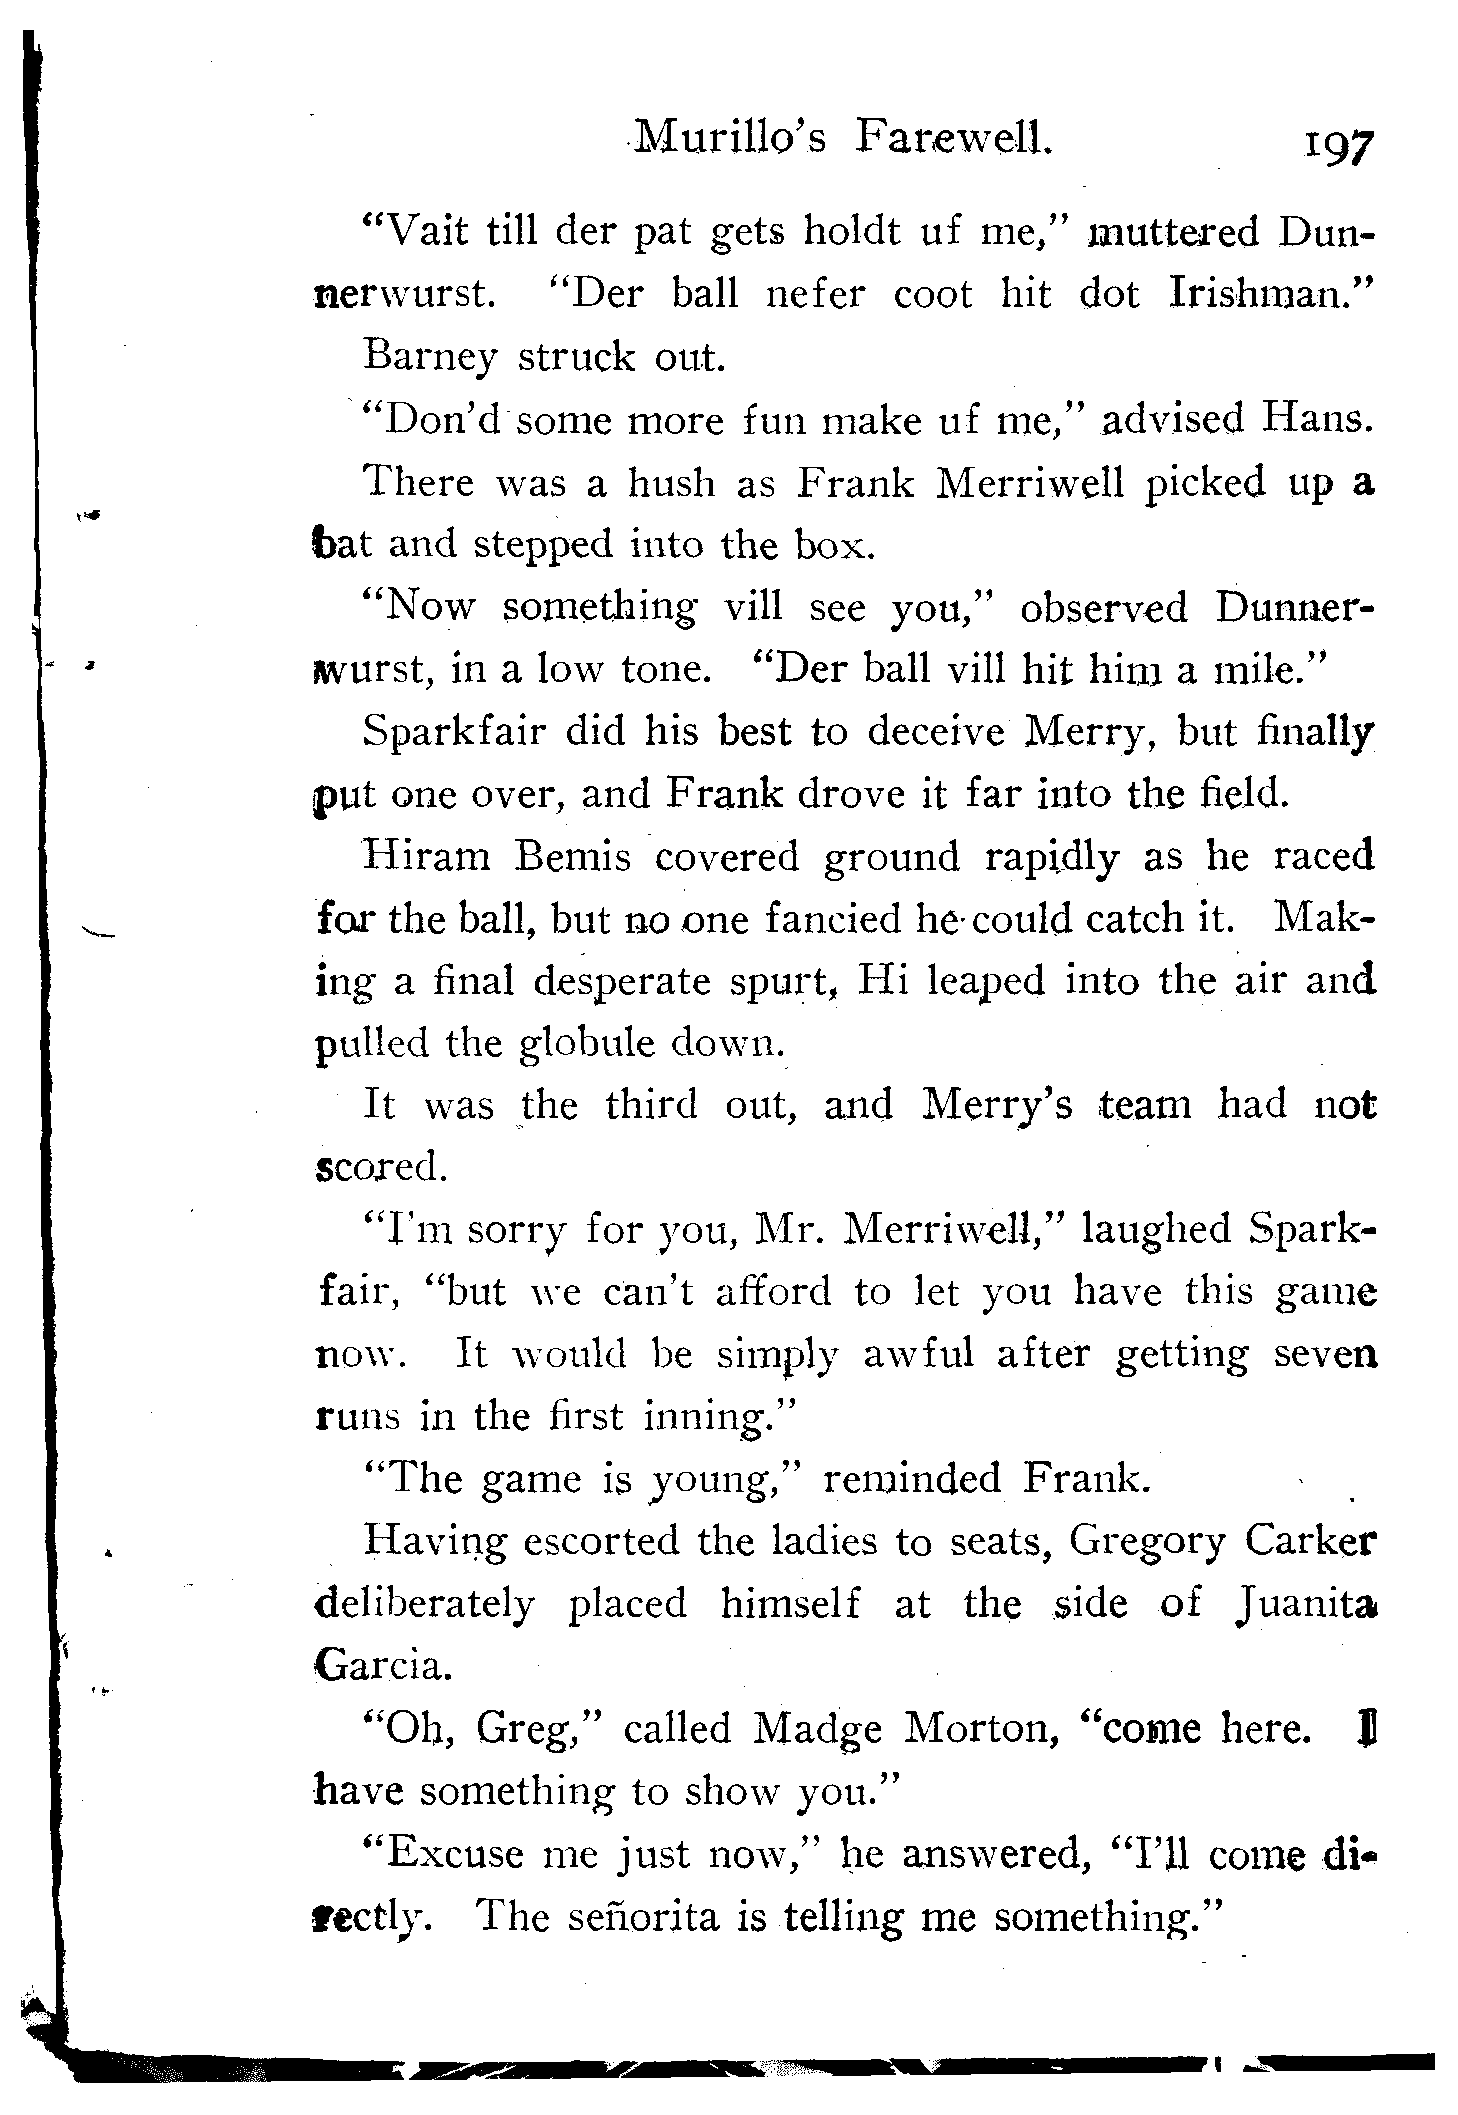 Murillo's Farewell. 197
"Vait till der pat gets holdt uf me," muttered Dun-
nerwurst. "Der ball nefer coot hit dot Irishman."
Barney struck out.
"Don'd some more fun make uf me," advised Hans.
There was a hush as Frank Merriwell picked up a
bat and stepped into the box.
"Now something vill see you," observed Dunner-
wurst, in a low tone. "Der ball vill hit him a mile."
Sparkfair did his best to deceive Merry, but finally
put one over, and Frank drove it far into the field.
Hiram Bemis covered ground rapidly as he raced
for the ball, but no one fancied he could catch it. Mak-
ing a final desperate spurt, Hi leaped into the air and
pulled the globule down.
It was the third out, and Merry's team had not
scored.
"I'm sorry for you, Mr. Merriwell," laughed Spark-
fair, "but we can't afford to let you have this game
now. It would be simply awful after getting seven
runs in the first inning."
"The game is young," reminded Frank.
Having escorted the ladies to seats, Gregory Carker
deliberately placed himself at the side of Juanita
Garcia.
"Oh, Greg," called Madge Morton, "come here. I
have something to show you."
"Excuse me just now," he answered, "I'll come di-
rectly. The señorita is telling me something."